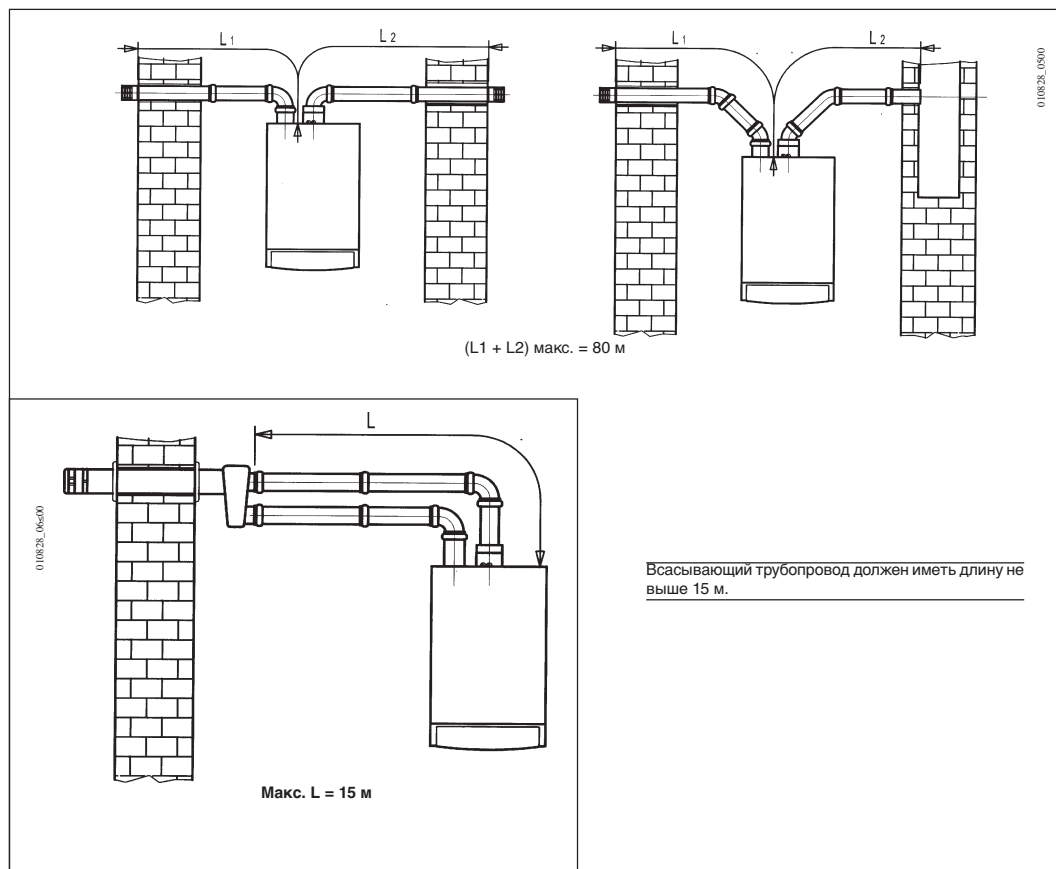 L1 L2
L1 L2
010828_0500
(L1 + L2) макс. = 80 м
L
010828_0600
Всасывающий трубопровод должен иметь длину не
выше 15 м.
Макс. L = 15 м